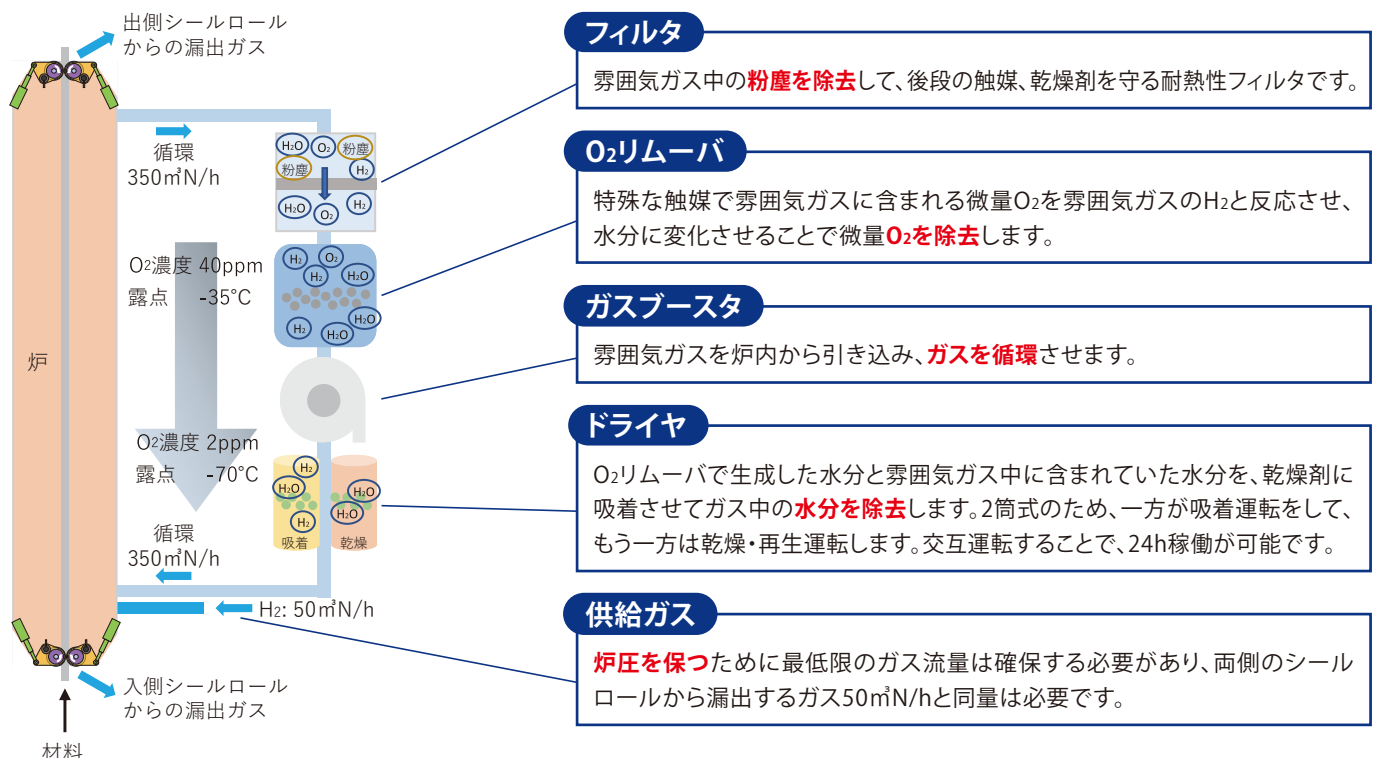 出側シールロール
からの漏出ガス
循環
350㎥N/h
H₂O
O₂
粉塵
粉塵
H₂
H₂O
O₂
H₂
O₂濃度 40ppm
露点 -35°C
H₂
O₂
H₂
H₂O
H₂O
H₂
H₂O
炉
O₂濃度 2ppm
露点 -70°C
H₂
H₂O
H₂
吸着
H₂O
H₂O
乾燥
循環
350㎥N/h
H₂: 50㎥N/h
入側シールロール
からの漏出ガス
材料
フィルタ
雰囲気ガス中の粉塵を除去して、後段の触媒、乾燥剤を守る耐熱性フィルタです。
O₂リムーバ
特殊な触媒で雰囲気ガスに含まれる微量O₂を雰囲気ガスのH₂と反応させ、
水分に変化させることで微量O₂を除去します。
ガスブースタ
雰囲気ガスを炉内から引き込み、ガスを循環させます。
ドライヤ
O₂リムーバで生成した水分と雰囲気ガス中に含まれていた水分を、乾燥剤に
吸着させてガス中の水分を除去します。2筒式のため、一方が吸着運転をして、
もう一方は乾燥・再生運転します。交互運転することで、24h稼働が可能です。
供給ガス
炉圧を保つために最低限のガス流量は確保する必要があり、両側のシール
ロールから漏出するガス50㎥N/hと同量は必要です。